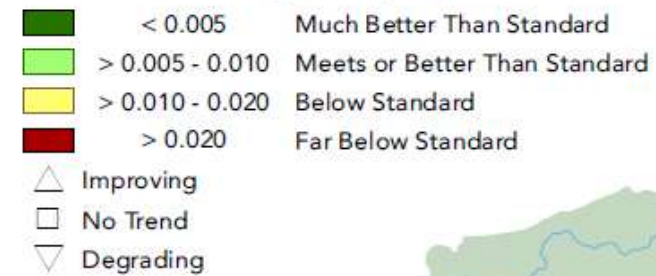 < 0.005 Much Better Than Standard
> 0.005 - 0.010 Meets or Better Than Standard
> 0.010 - 0.020 Below Standard
> 0.020 Far Below Standard
Improving
No Trend
Degrading